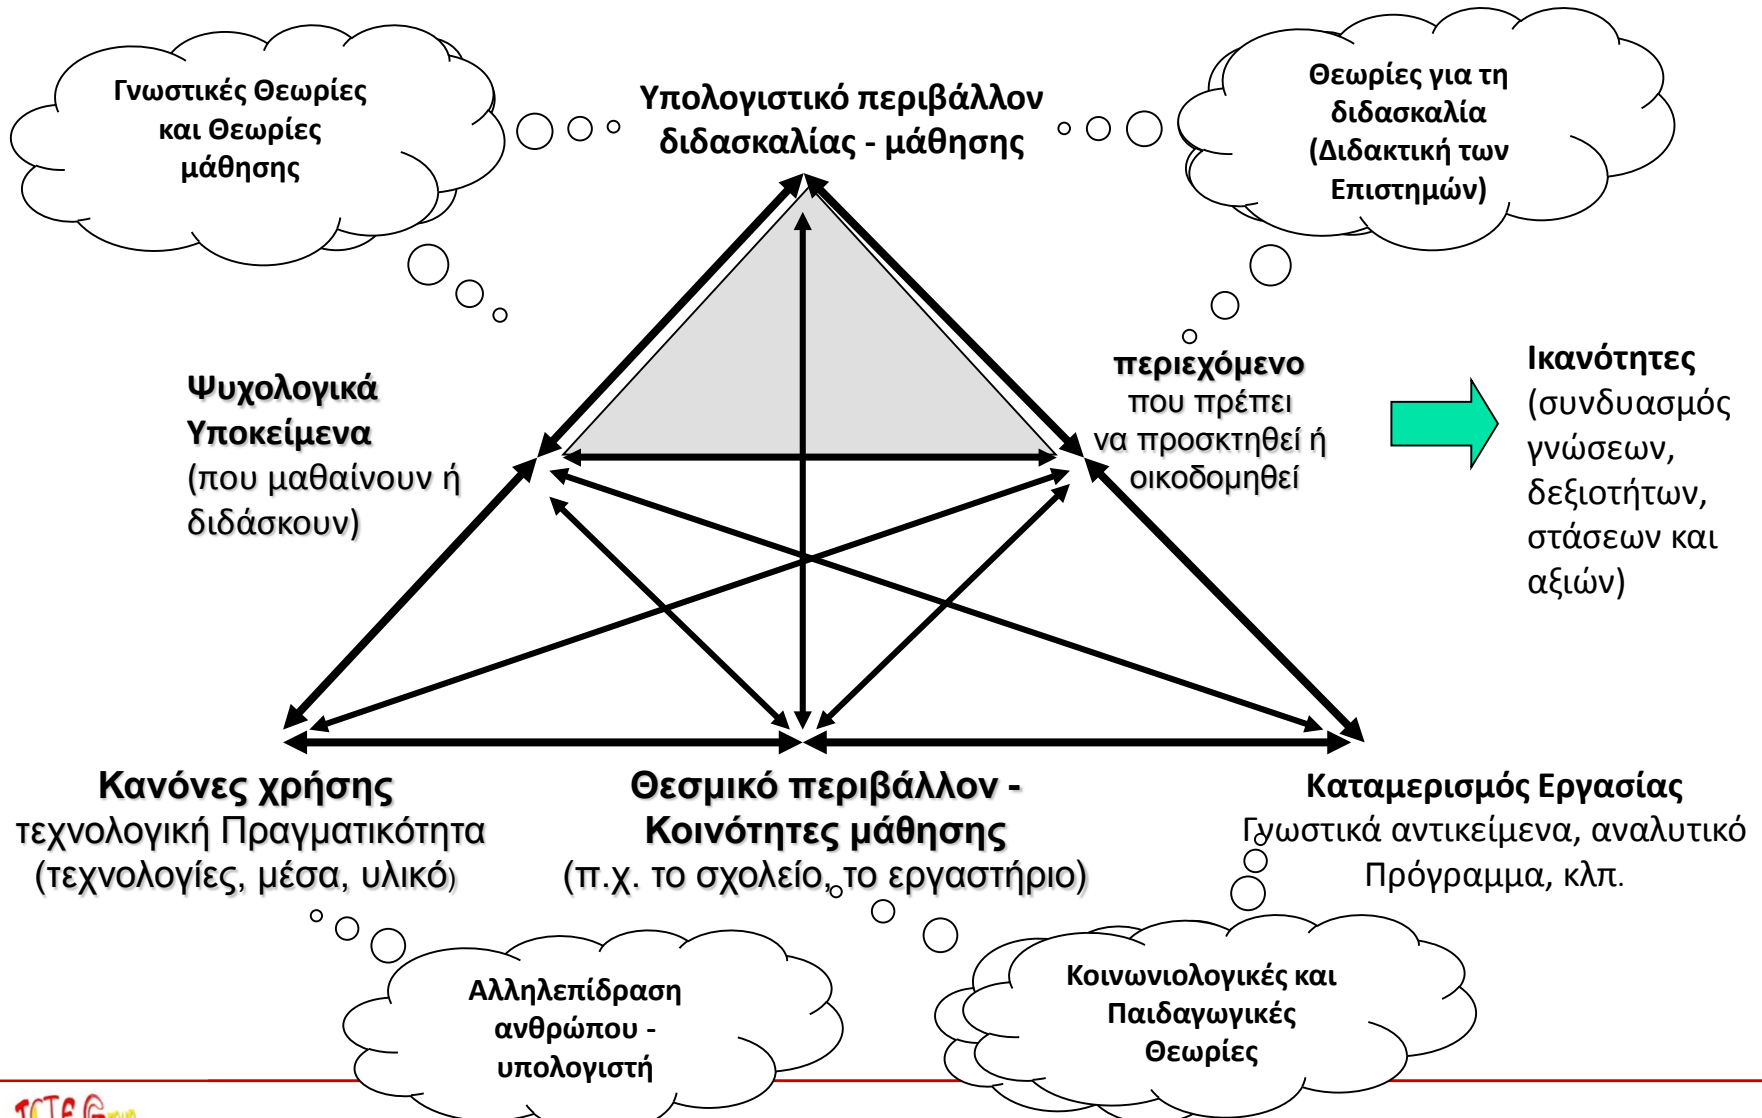 Γνωστικές Θεωρίες
και Θεωρίες
μάθησης
Υπολογιστικό περιβάλλον
διδασκαλίας - μάθησης
Θεωρίες για τη
διδασκαλία
(Διδακτική των
Επιστημών)
Ψυχολογικά
Υποκείμενα
(που μαθαίνουν ή
διδάσκουν)
περιεχόμενο
που πρέπει
να προσκτηθεί ή
οικοδομηθεί
Ικανότητες
(συνδυασμός
γνώσεων,
δεξιοτήτων,
στάσεων και
αξιών)
Κανόνες χρήσης
τεχνολογική Πραγματικότητα
(τεχνολογίες, μέσα, υλικό)
Θεσμικό περιβάλλον -
Κοινότητες μάθησης
(π.χ. το σχολείο, το εργαστήριο)
Καταμερισμός Εργασίας
Γνωστικά αντικείμενα, αναλυτικό
Πρόγραμμα, κλπ.
Αλληλεπίδραση
ανθρώπου -
υπολογιστή
Κοινωνιολογικές και
Παιδαγωγικές
Θεωρίες